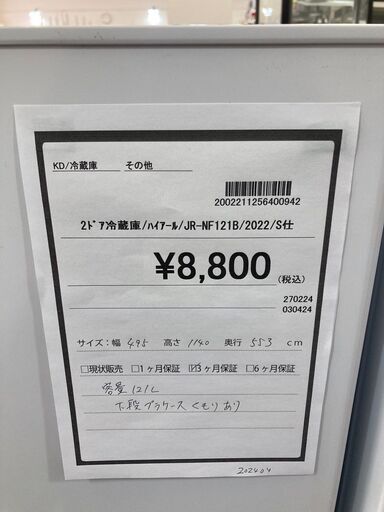 KD/冷蔵庫 その他
2002211256400942
2ﾄﾞｱ冷蔵庫/ﾊｲｱｰﾙ/JR-NF121B/2022/S仕
¥8,800(税込)
270224
030424
サイズ:幅 495 高さ 1140 奥行 553 cm
□現状販売 □1ヶ月保証 ☑3ヶ月保証 □6ヶ月保証
容量 121L
下段プラケースくもりあり
202404